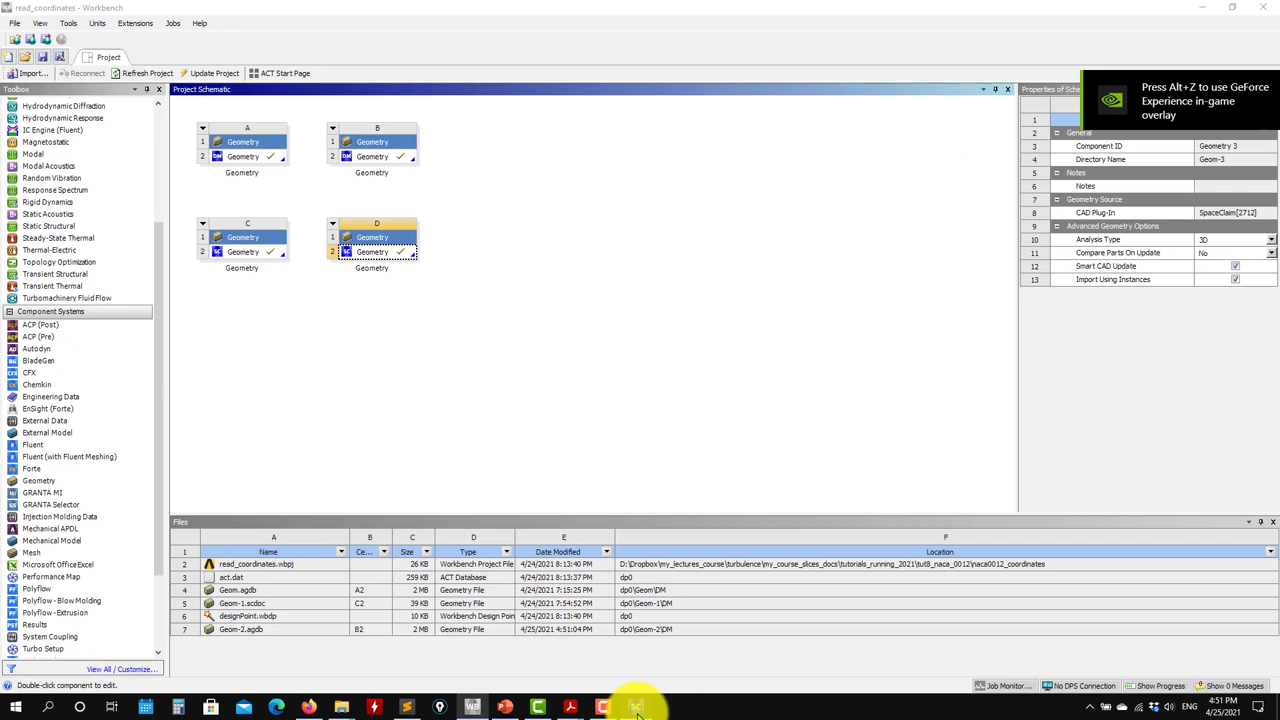 read_coordinates - Workbench
File View Tools Units Extensions Jobs Help
Project
Import... Reconnect Refresh Project Update Project ACT Start Page
Toolbox
Hydrodynamic Diffraction
Hydrodynamic Response
IC Engine (Fluent)
Magnetostatic
Modal
Modal Acoustics
Random Vibration
Response Spectrum
Rigid Dynamics
Static Acoustics
Static Structural
Steady-State Thermal
Thermal-Electric
Topology Optimization
Transient Structural
Transient Thermal
Turbomachinery Fluid Flow
Component Systems
ACP (Post)
ACP (Pre)
Autodyn
BladeGen
CFX
Chemkin
Engineering Data
EnSight (Forte)
External Data
External Model
Fluent
Fluent (with Fluent Meshing)
Forte
Geometry
GRANTA MI
GRANTA Selector
Injection Molding Data
Mechanical APDL
Mechanical Model
Mesh
Microsoft Office Excel
Performance Map
Polyflow
Polyflow - Blow Molding
Polyflow - Extrusion
Results
System Coupling
Turbo Setup
View All / Customize...
Project Schematic
A
1 Geometry
2 DM Geometry
Geometry
B
1 Geometry
2 DM Geometry
Geometry
C
1 Geometry
2 SC Geometry
Geometry
D
1 Geometry
2 SC Geometry
Geometry
Properties of Sche
Press Alt+Z to use GeForce
Experience in-game
overlay
1
2 General
3 Component ID Geometry 3
4 Directory Name Geom-3
5 Notes
6 Notes
7 Geometry Source
8 CAD Plug-In SpaceClaim[2712]
9 Advanced Geometry Options
10 Analysis Type 3D
11 Compare Parts On Update No
12 Smart CAD Update
13 Import Using Instances
Files
A B C D E F
1 Name Ce... Size Type Date Modified Location
2 read_coordinates.wbpj 26 KB Workbench Project File 4/24/2021 8:13:40 PM D:\Dropbox\my_lectures_course\turbulence\my_course_slices_docs\tutorials_running_2021\tut8_naca_0012\naca0012_coordinates
3 act.dat 259 KB ACT Database 4/24/2021 8:13:37 PM dp0
4 Geom.agdb A2 2 MB Geometry File 4/24/2021 7:15:25 PM dp0\Geom\DM
5 Geom-1.scdoc C2 39 KB Geometry File 4/24/2021 7:54:52 PM dp0\Geom-1\DM
6 designPoint.wbdp 10 KB Workbench Design Poin 4/24/2021 8:13:40 PM dp0
7 Geom-2.agdb B2 2 MB Geometry File 4/25/2021 4:51:04 PM dp0\Geom-2\DM
Double-click component to edit.
Job Monitor... No DPS Connection Show Progress Show 0 Messages
4:51 PM
4/25/2021